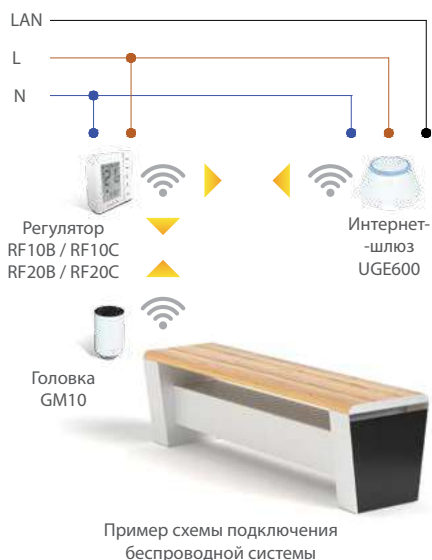 LAN
L
N
Регулятор
RF10B / RF10C
RF20B / RF20C
Интернет-
-шлюз
UGE600
Головка
GM10
Пример схемы подключения
беспроводной системы